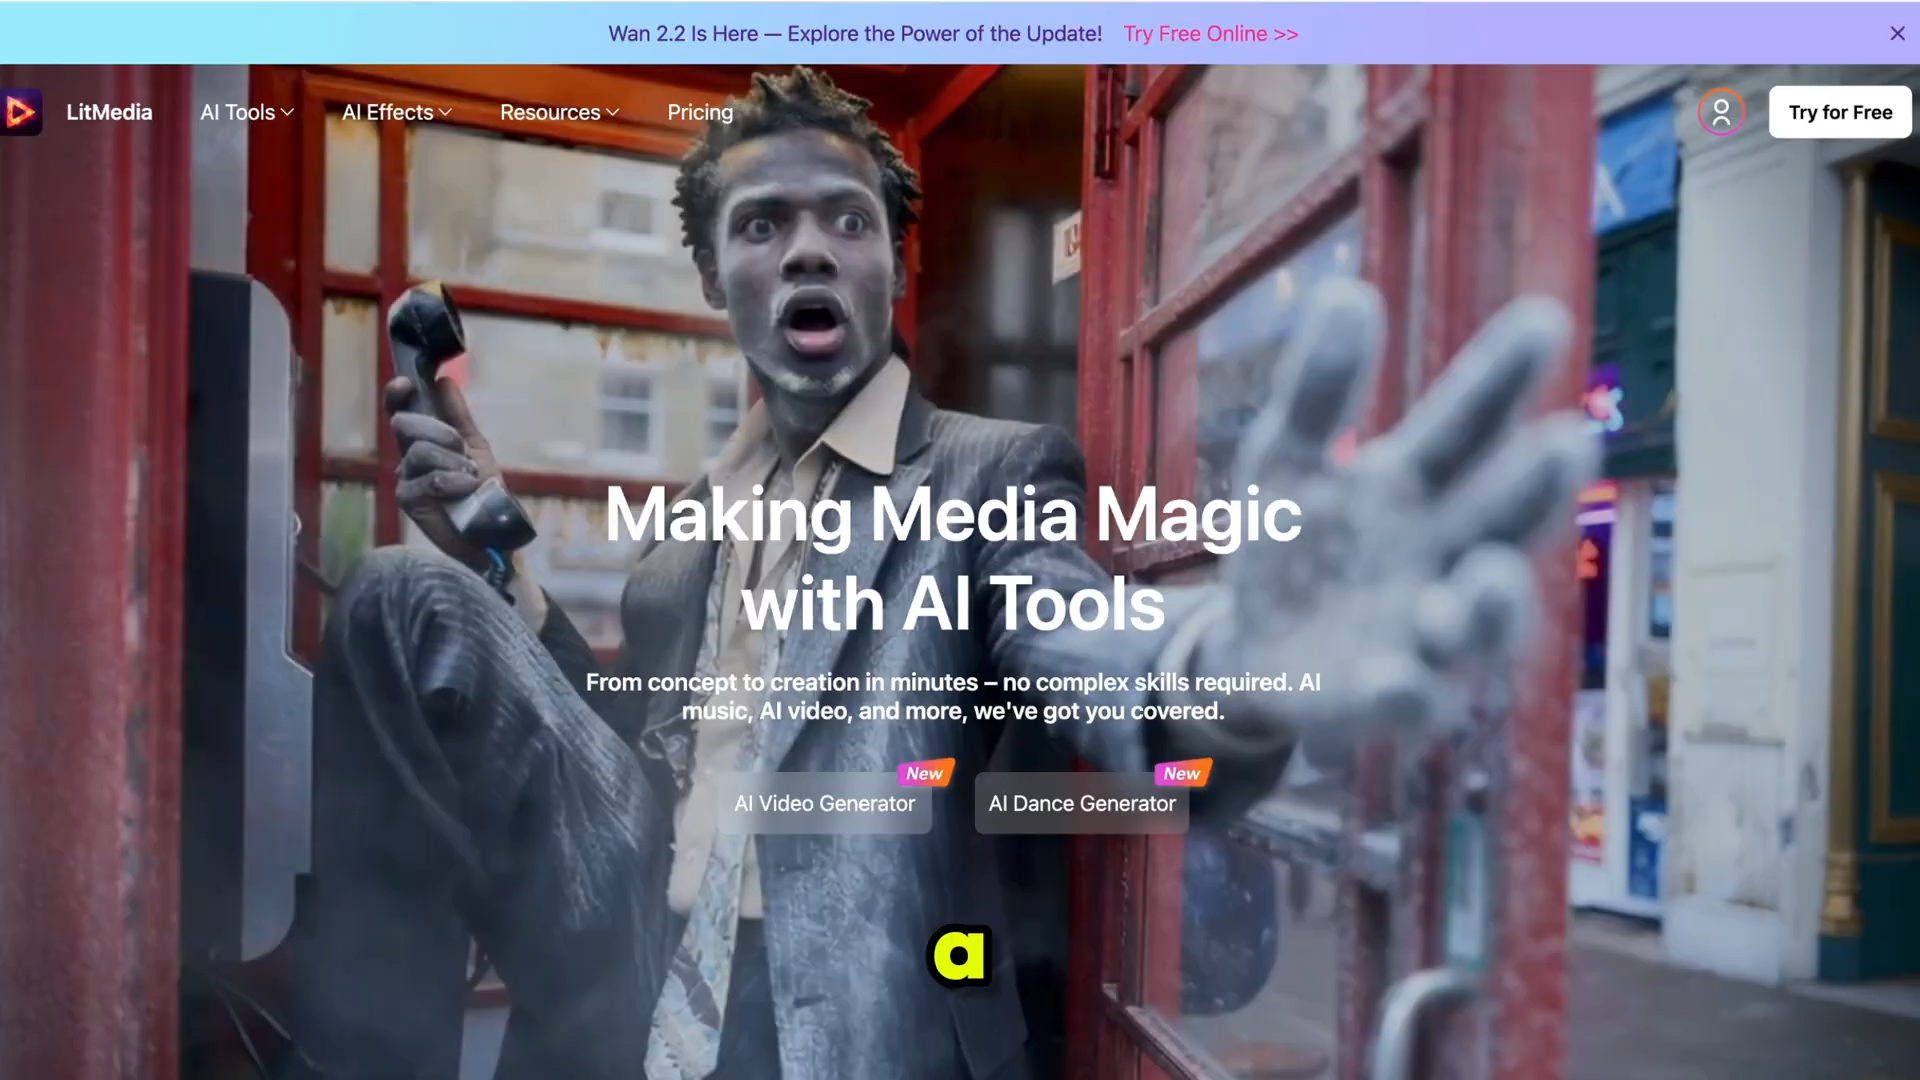 Wan 2.2 Is Here — Explore the Power of the Update! Try Free Online >>
LitMedia AI Tools AI Effects Resources Pricing Try for Free
Making Media Magic
with AI Tools
From concept to creation in minutes – no complex skills required. AI
music, AI video, and more, we've got you covered.
New New
AI Video Generator AI Dance Generator
a